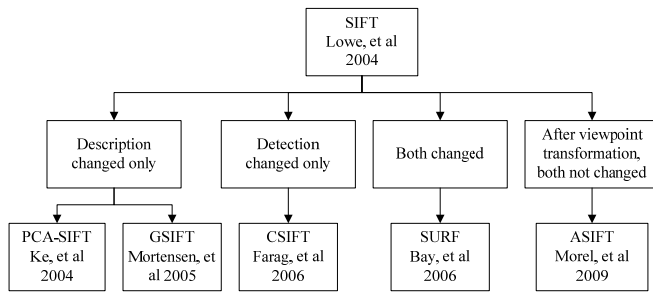 SIFT
Lowe, et al
2004
Description
changed only
Detection
changed only
Both changed
After viewpoint
transformation,
both not changed
PCA-SIFT
Ke, et al
2004
GSIFT
Mortensen, et
al 2005
CSIFT
Farag, et al
2006
SURF
Bay, et al
2006
ASIFT
Morel, et al
2009